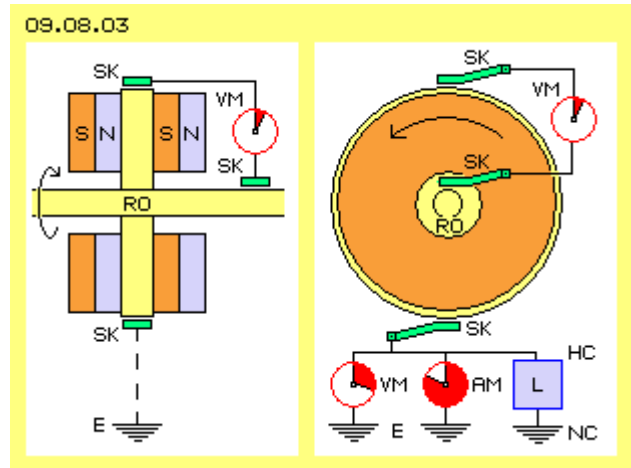 09.08.03
SK
VM
S N S N
SK
RO
SK
E
SK
VM
SK
RO
SK
HC
VM AM L
E NC